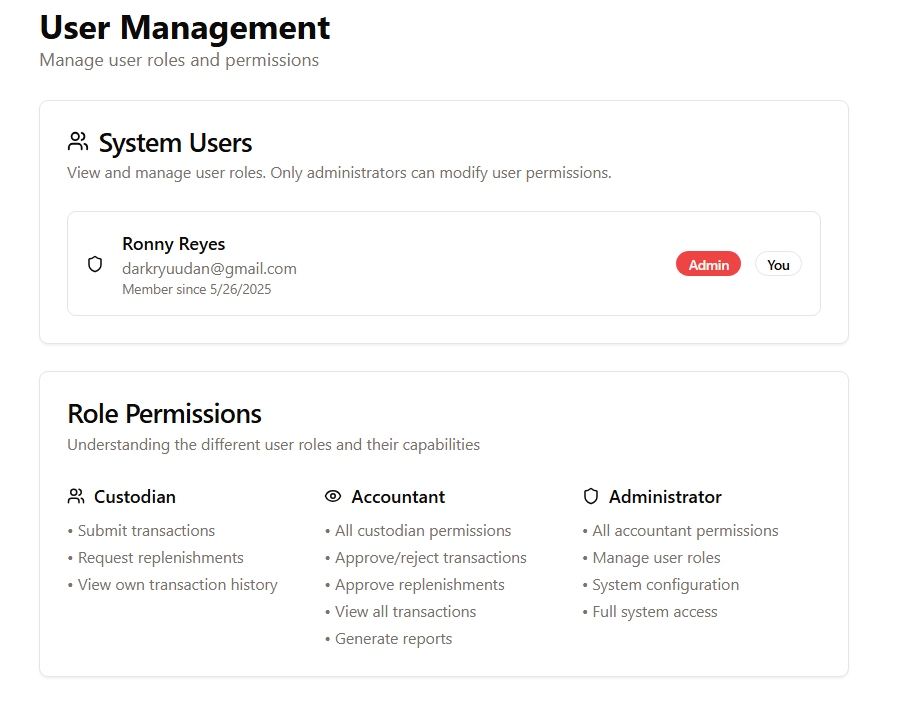 User Management
Manage user roles and permissions
System Users
View and manage user roles. Only administrators can modify user permissions.
Ronny Reyes
darkryuudan@gmail.com
Member since 5/26/2025
Admin
You
Role Permissions
Understanding the different user roles and their capabilities
Custodian
• Submit transactions
• Request replenishments
• View own transaction history
Accountant
• All custodian permissions
• Approve/reject transactions
• Approve replenishments
• View all transactions
• Generate reports
Administrator
• All accountant permissions
• Manage user roles
• System configuration
• Full system access